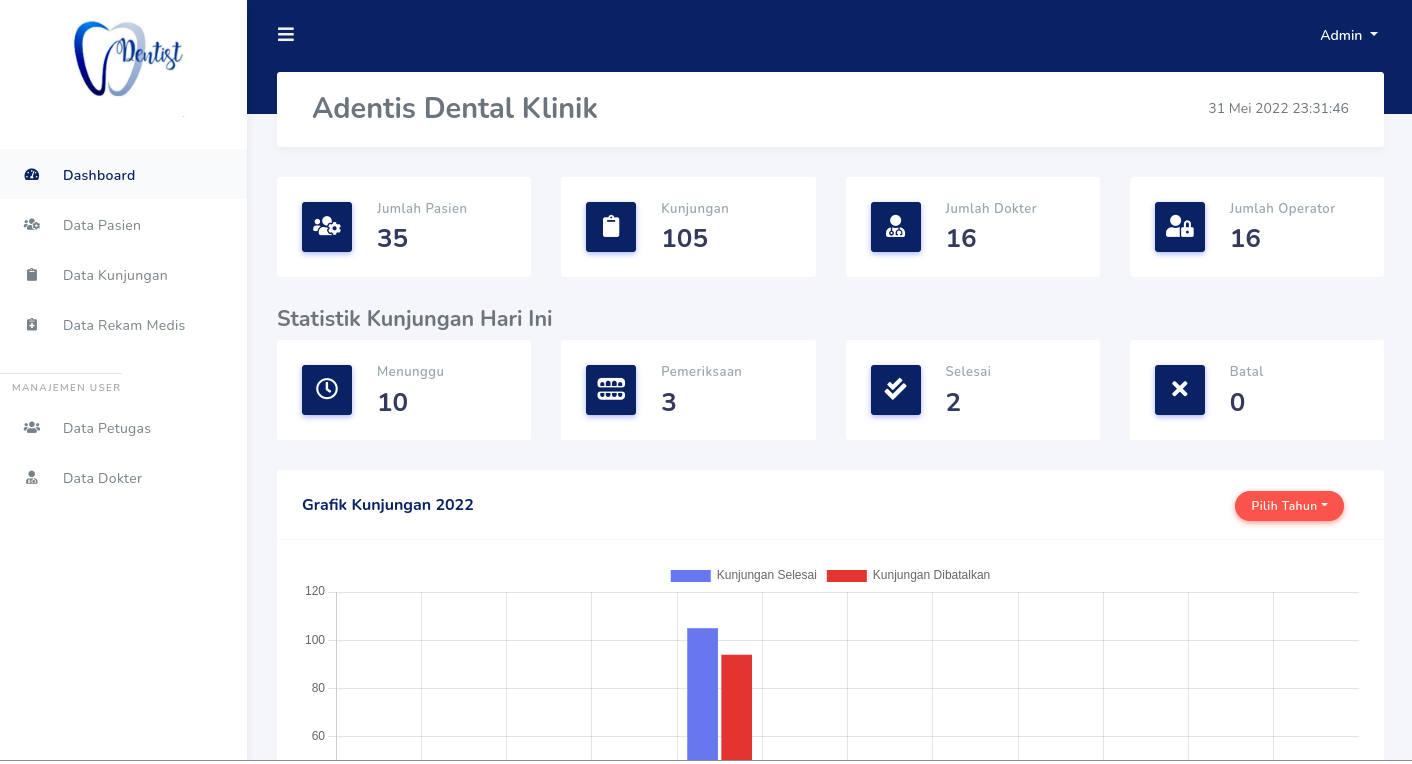 Dentist
Admin
Adentis Dental Klinik
31 Mei 2022 23:31:46
Dashboard
Data Pasien
Data Kunjungan
Data Rekam Medis
MANAJEMEN USER
Data Petugas
Data Dokter
Jumlah Pasien
35
Kunjungan
105
Jumlah Dokter
16
Jumlah Operator
16
Statistik Kunjungan Hari Ini
Menunggu
10
Pemeriksaan
3
Selesai
2
Batal
0
Grafik Kunjungan 2022
Pilih Tahun
Kunjungan Selesai
Kunjungan Dibatalkan
120
100
80
60